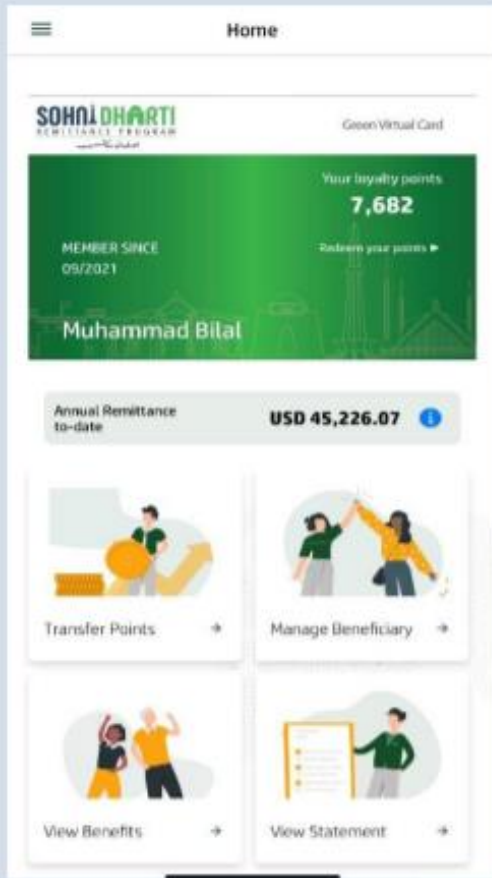 Home
SOHNI DHARTI
REMITTANCE PROGRAM
Green Virtual Card
Your loyalty points
7,682
MEMBER SINCE
09/2021
Redeem your points ▶
Muhammad Bilal
Annual Remittance
to-date
USD 45,226.07
Transfer Points →
Manage Beneficiary →
View Benefits →
View Statement →